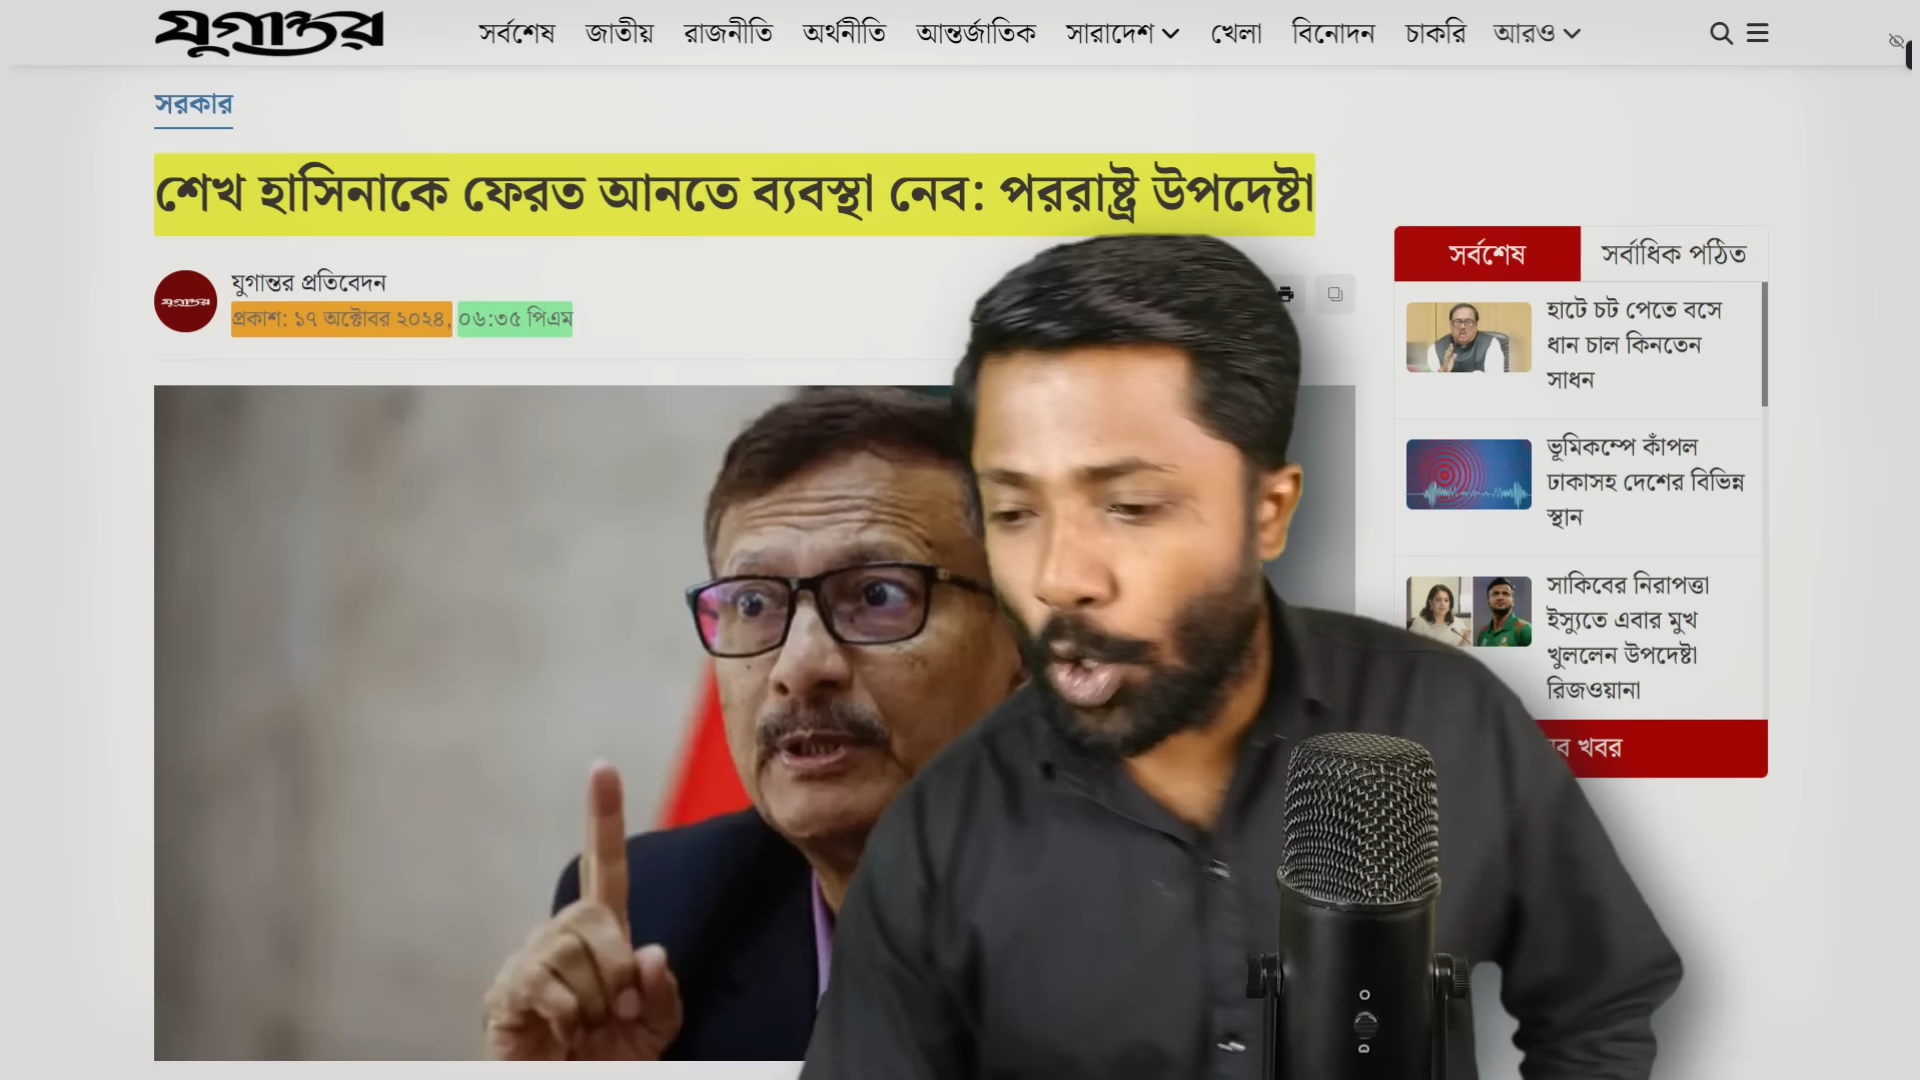 যুগান্তর
সর্বশেষ জাতীয় রাজনীতি অর্থনীতি আন্তর্জাতিক সারাদেশ খেলা বিনোদন চাকরি আরও
সরকার
শেখ হাসিনাকে ফেরত আনতে ব্যবস্থা নেব: পররাষ্ট্র উপদেষ্টা
যুগান্তর
যুগান্তর প্রতিবেদন
প্রকাশ: ১৭ অক্টোবর ২০২৪, ০৬:৩৫ পিএম
সর্বশেষ সর্বাধিক পঠিত
হাটে চট পেতে বসে
ধান চাল কিনতেন
সাধন
ভূমিকম্পে কাঁপল
ঢাকাসহ দেশের বিভিন্ন
স্থান
সাকিবের নিরাপত্তা
ইস্যুতে এবার মুখ
খুললেন উপদেষ্টা
রিজওয়ানা
খবর